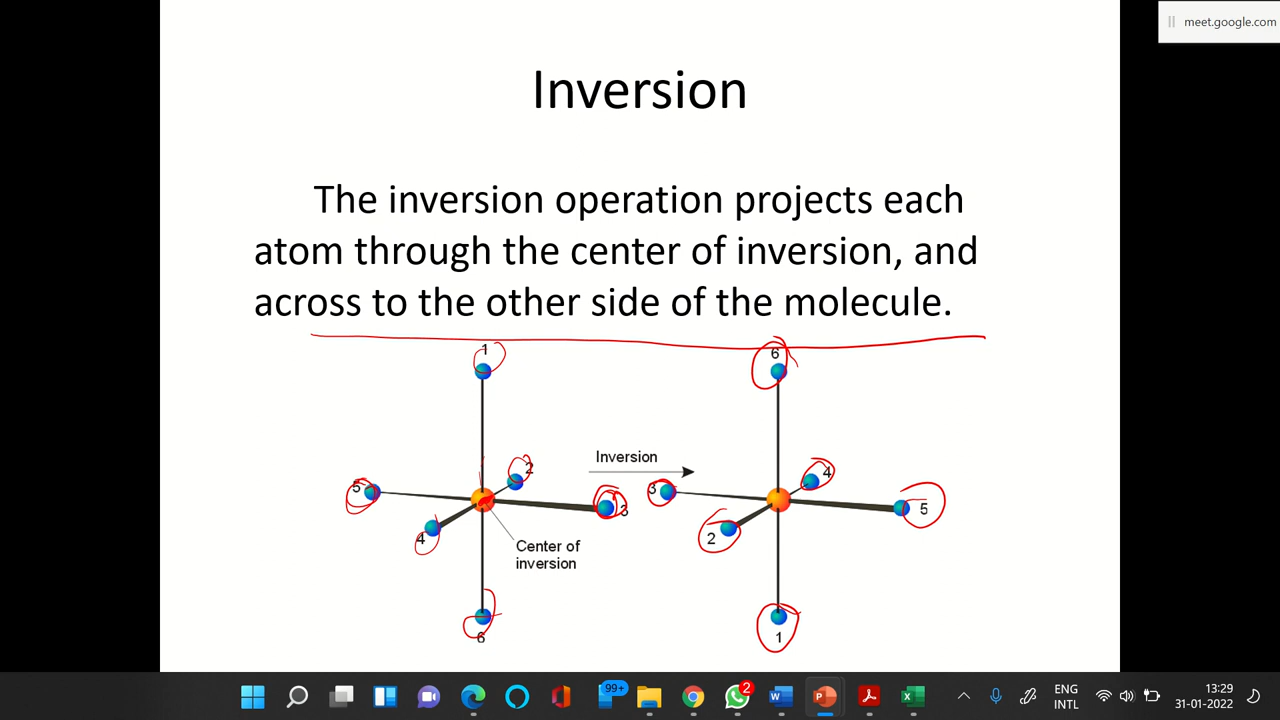 meet.google.com
Inversion
The inversion operation projects each
atom through the center of inversion, and
across to the other side of the molecule.
1
6
2
Inversion
4
5
3
3
5
4
2
Center of
inversion
6
1
99+
2
ENG
INTL
13:29
31-01-2022